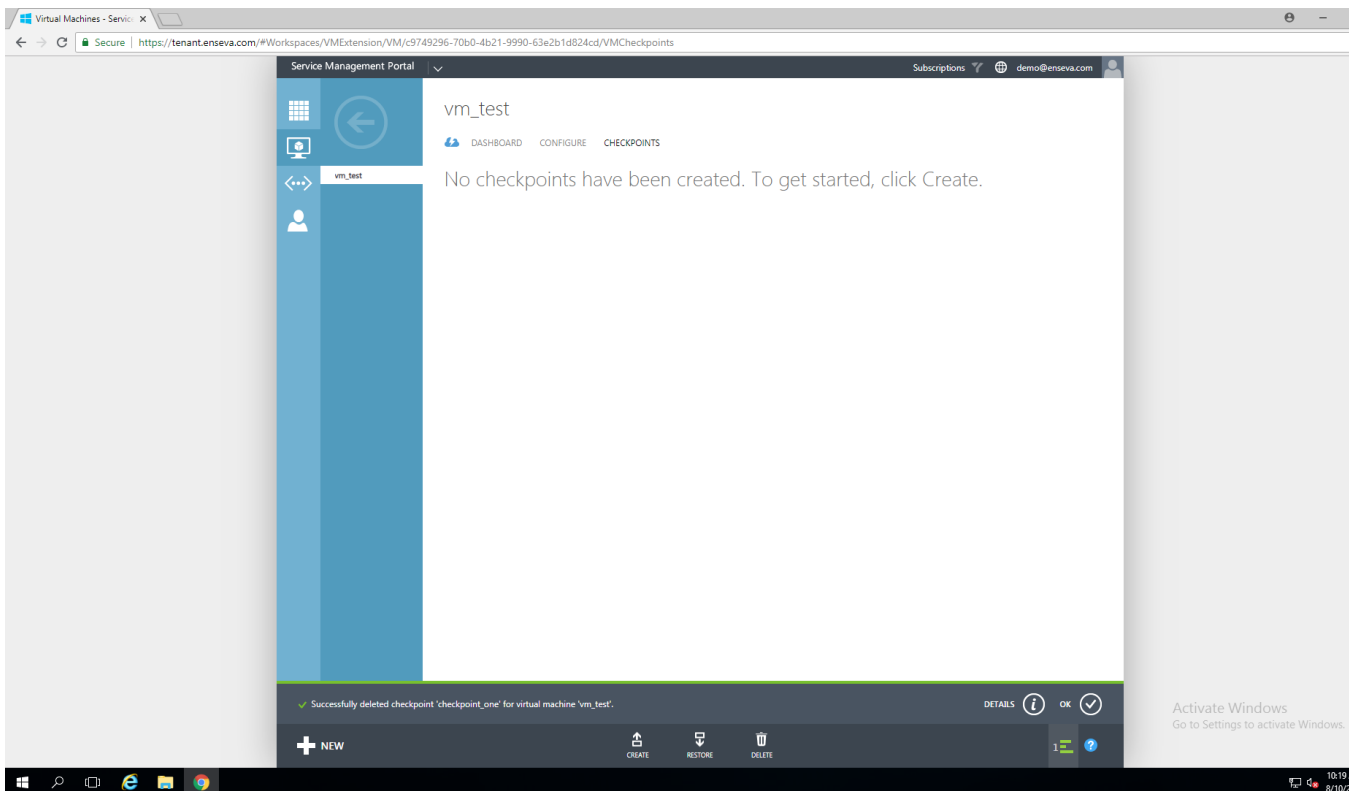 Virtual Machines - Servic
Secure | https://tenant.enseva.com/#Workspaces/VMExtension/VM/c9749296-70b0-4b21-9990-63e2b1d824cd/VMCheckpoints
Service Management Portal
Subscriptions
demo@enseva.com
vm_test
DASHBOARD CONFIGURE CHECKPOINTS
vm_test
No checkpoints have been created. To get started, click Create.
Successfully deleted checkpoint 'checkpoint_one' for virtual machine 'vm_test'.
DETAILS OK
Activate Windows
Go to Settings to activate Windows.
NEW
CREATE RESTORE DELETE
1
10:19
8/10/2